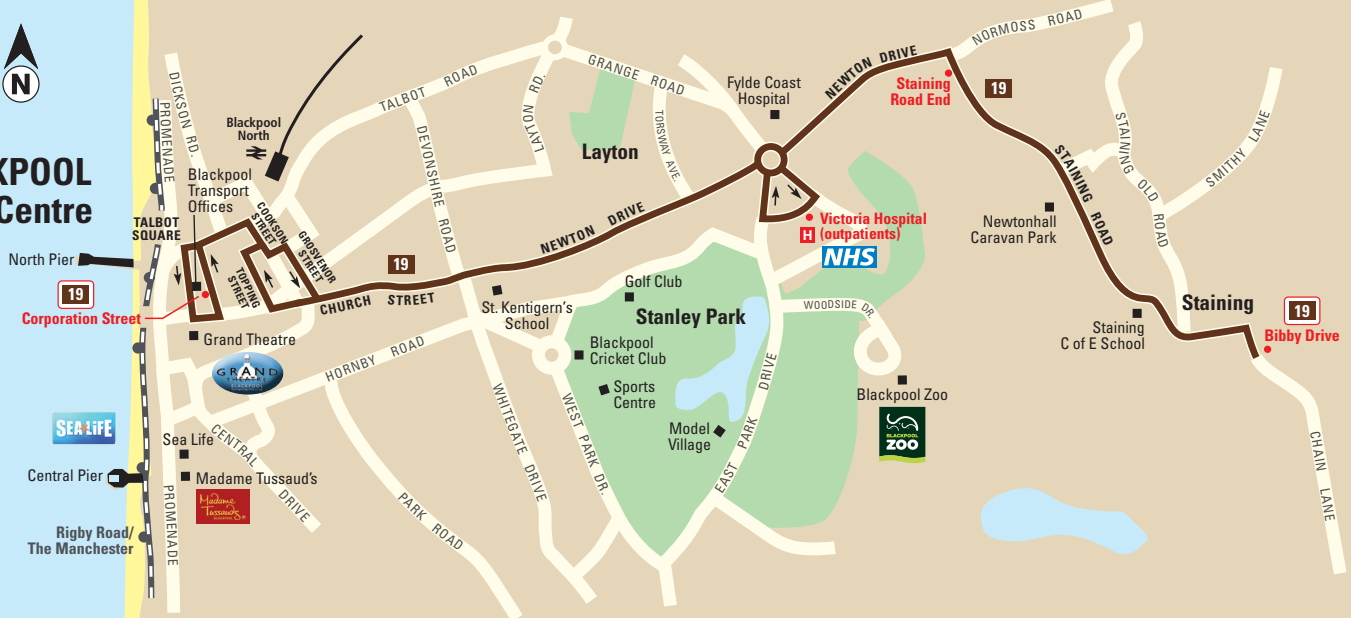 N
KPOOL
Centre
DICKSON RD.
PROMENADE
Blackpool
North
Blackpool
Transport
Offices
TALBOT
SQUARE
North Pier
19
Corporation Street
COOKSON
STREET
GROSVENOR
STREET
TOPPING
STREET
CHURCH STREET
19
Grand Theatre
GRAND
THEATRE
BLACKPOOL
TALBOT ROAD
DEVONSHIRE ROAD
LAYTON RD.
GRANGE ROAD
TORSWAY AVE.
Layton
NEWTON DRIVE
Fylde Coast
Hospital
NEWTON DRIVE
NORMOSS ROAD
Staining
Road End
19
STAINING ROAD
STAINING OLD ROAD
SMITHY LANE
Newtonhall
Caravan Park
Victoria Hospital
H (outpatients)
NHS
WOODSIDE DR.
Golf Club
Stanley Park
St. Kentigern's
School
Blackpool
Cricket Club
Sports
Centre
Model
Village
EAST PARK DRIVE
WEST PARK DR.
WHITEGATE DRIVE
HORNBY ROAD
PARK ROAD
Blackpool Zoo
BLACKPOOL
ZOO
Staining
C of E School
Staining
19
Bibby Drive
CHAIN LANE
SEA LIFE
Sea Life
CENTRAL DRIVE
Central Pier
Madame Tussaud's
Madame
Tussauds
BLACKPOOL
PROMENADE
Rigby Road/
The Manchester